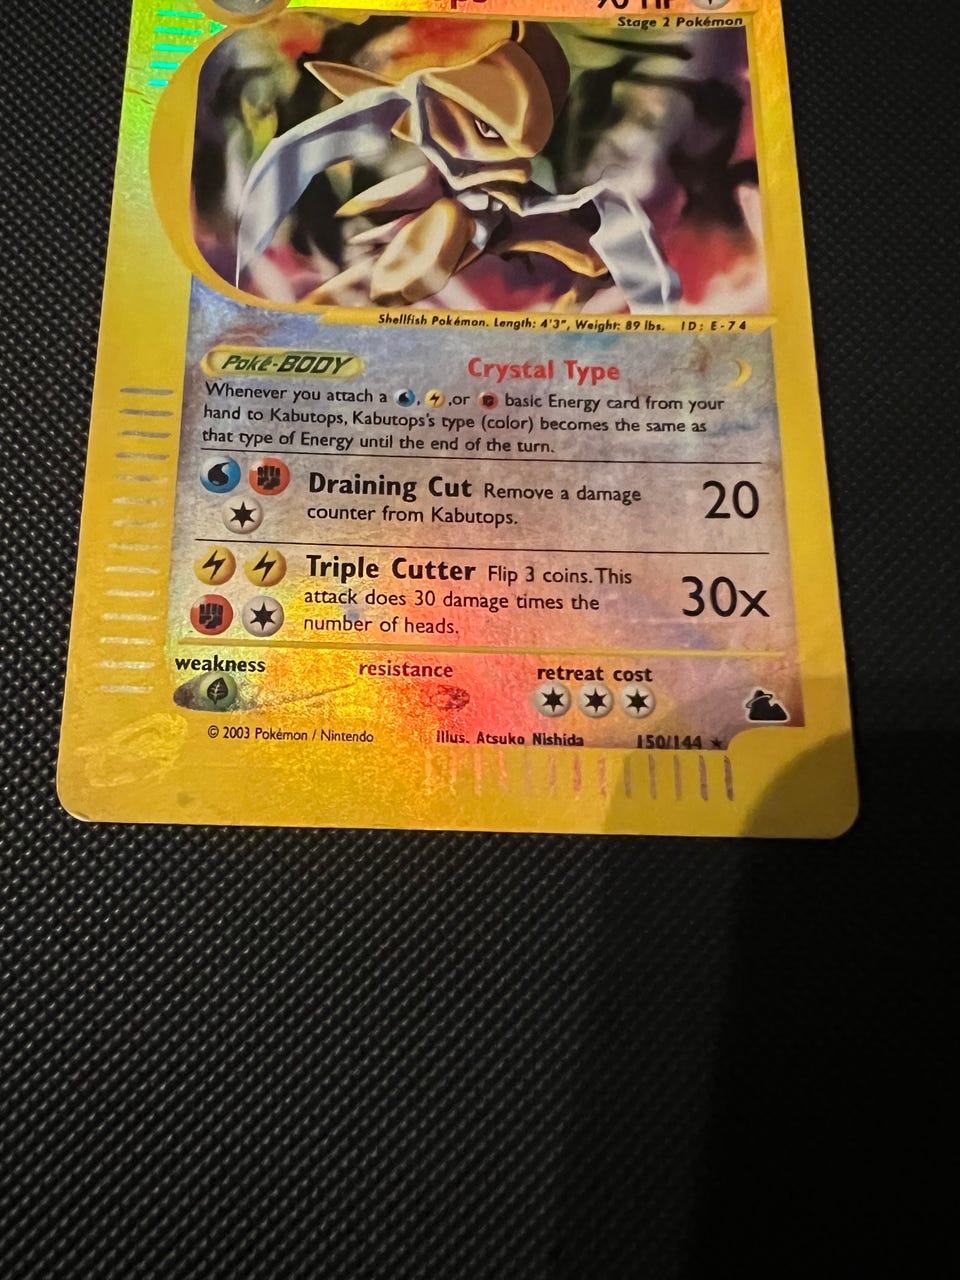 Stage 2 Pokémon
Shellfish Pokémon. Length: 4'3", Weight: 89 lbs. ID: E-74
Poké-BODY Crystal Type
Whenever you attach a , , or basic Energy card from your
hand to Kabutops, Kabutops's type (color) becomes the same as
that type of Energy until the end of the turn.
Draining Cut Remove a damage
counter from Kabutops.
20
Triple Cutter Flip 3 coins. This
attack does 30 damage times the
number of heads.
30x
weakness resistance retreat cost
© 2003 Pokémon / Nintendo Illus. Atsuko Nishida 150/144 ★